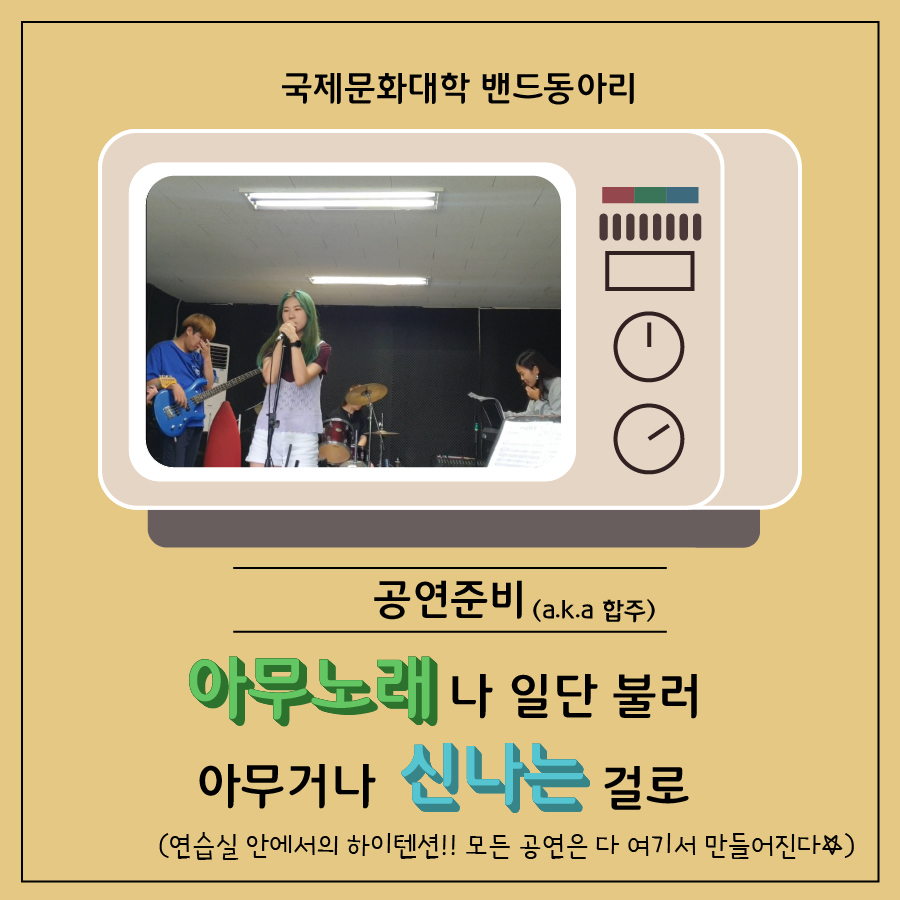 국제문화대학 밴드동아리
공연준비 (a.k.a 합주)
아무노래나 일단 불러
아무거나 신나는 걸로
(연습실 안에서의 하이텐션!! 모든 공연은 다 여기서 만들어진다⛧)